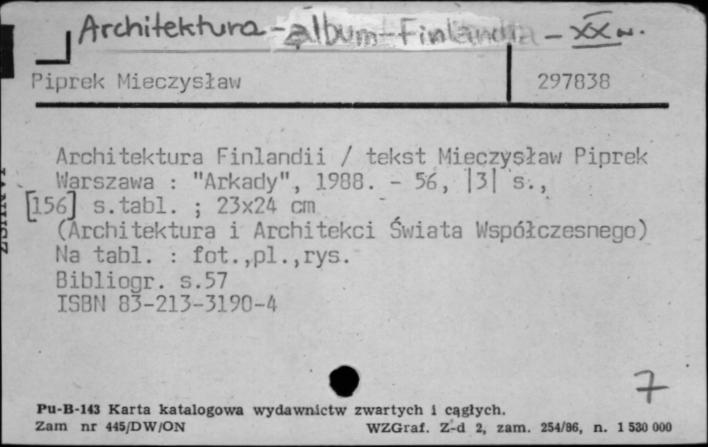 Architektura - album - Finlandia - XX w.
Piprek Mieczysław 297838
Architektura Finlandii / tekst Mieczysław Piprek
Warszawa : "Arkady", 1988. - 56, |3| s.,
[156] s.tabl. ; 23x24 cm
(Architektura i Architekci Świata Współczesnego)
Na tabl. : fot.,pl.,rys.
Bibliogr. s.57
ISBN 83-213-3190-4
7
Pu-B-143 Karta katalogowa wydawnictw zwartych i ciągłych.
Zam nr 445/DW/ON WZGraf. Z-d 2, zam. 254/86, n. 1 530 000